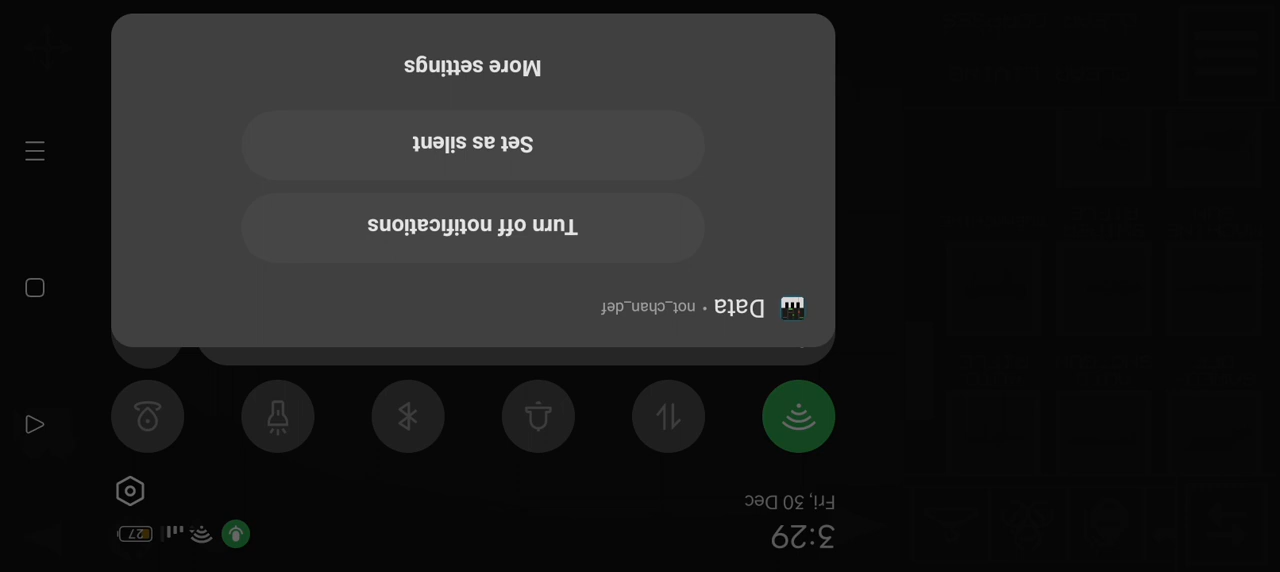 3:29
27
Fri, 30 Dec
Data • not_chan_def
Turn off notifications
Set as silent
More settings